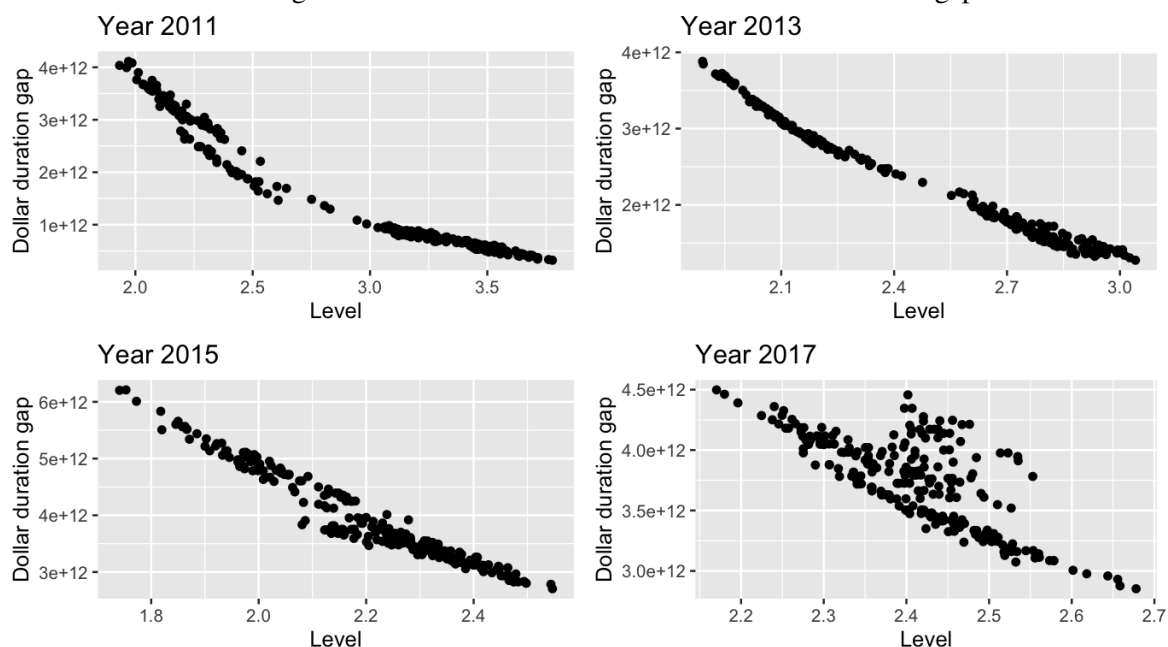 Year 2011
4e+12
3e+12
2e+12
1e+12
Dollar duration gap
2.0 2.5 3.0 3.5
Level
Year 2013
4e+12
3e+12
2e+12
Dollar duration gap
2.1 2.4 2.7 3.0
Level
Year 2015
6e+12
5e+12
4e+12
3e+12
Dollar duration gap
1.8 2.0 2.2 2.4
Level
Year 2017
4.5e+12
4.0e+12
3.5e+12
3.0e+12
Dollar duration gap
2.2 2.3 2.4 2.5 2.6 2.7
Level